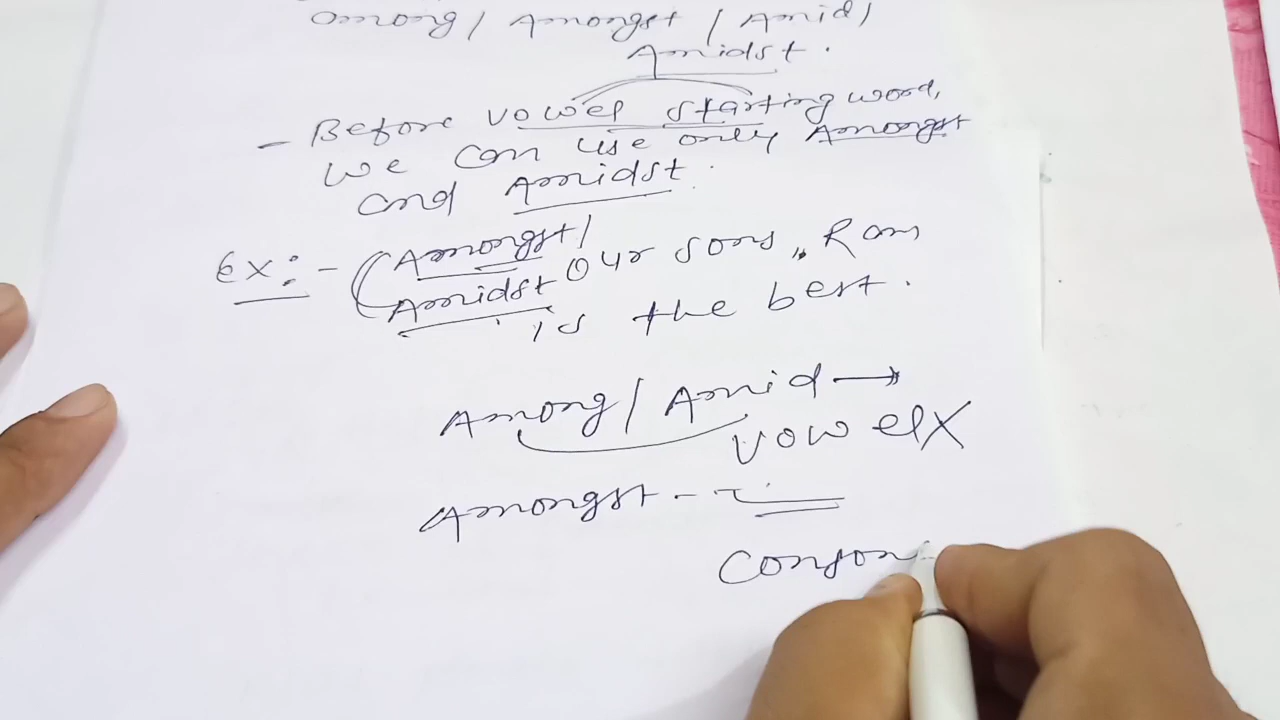 among / Amongst / Amid /
Amidst.
- Before vowel starting word,
we can use only Amongst
and Amidst.
Ex:- (Amongst/
Amidst Our sons, Ram
is the best.
Among/ Amid →
vowel X
Amongst -
Conson